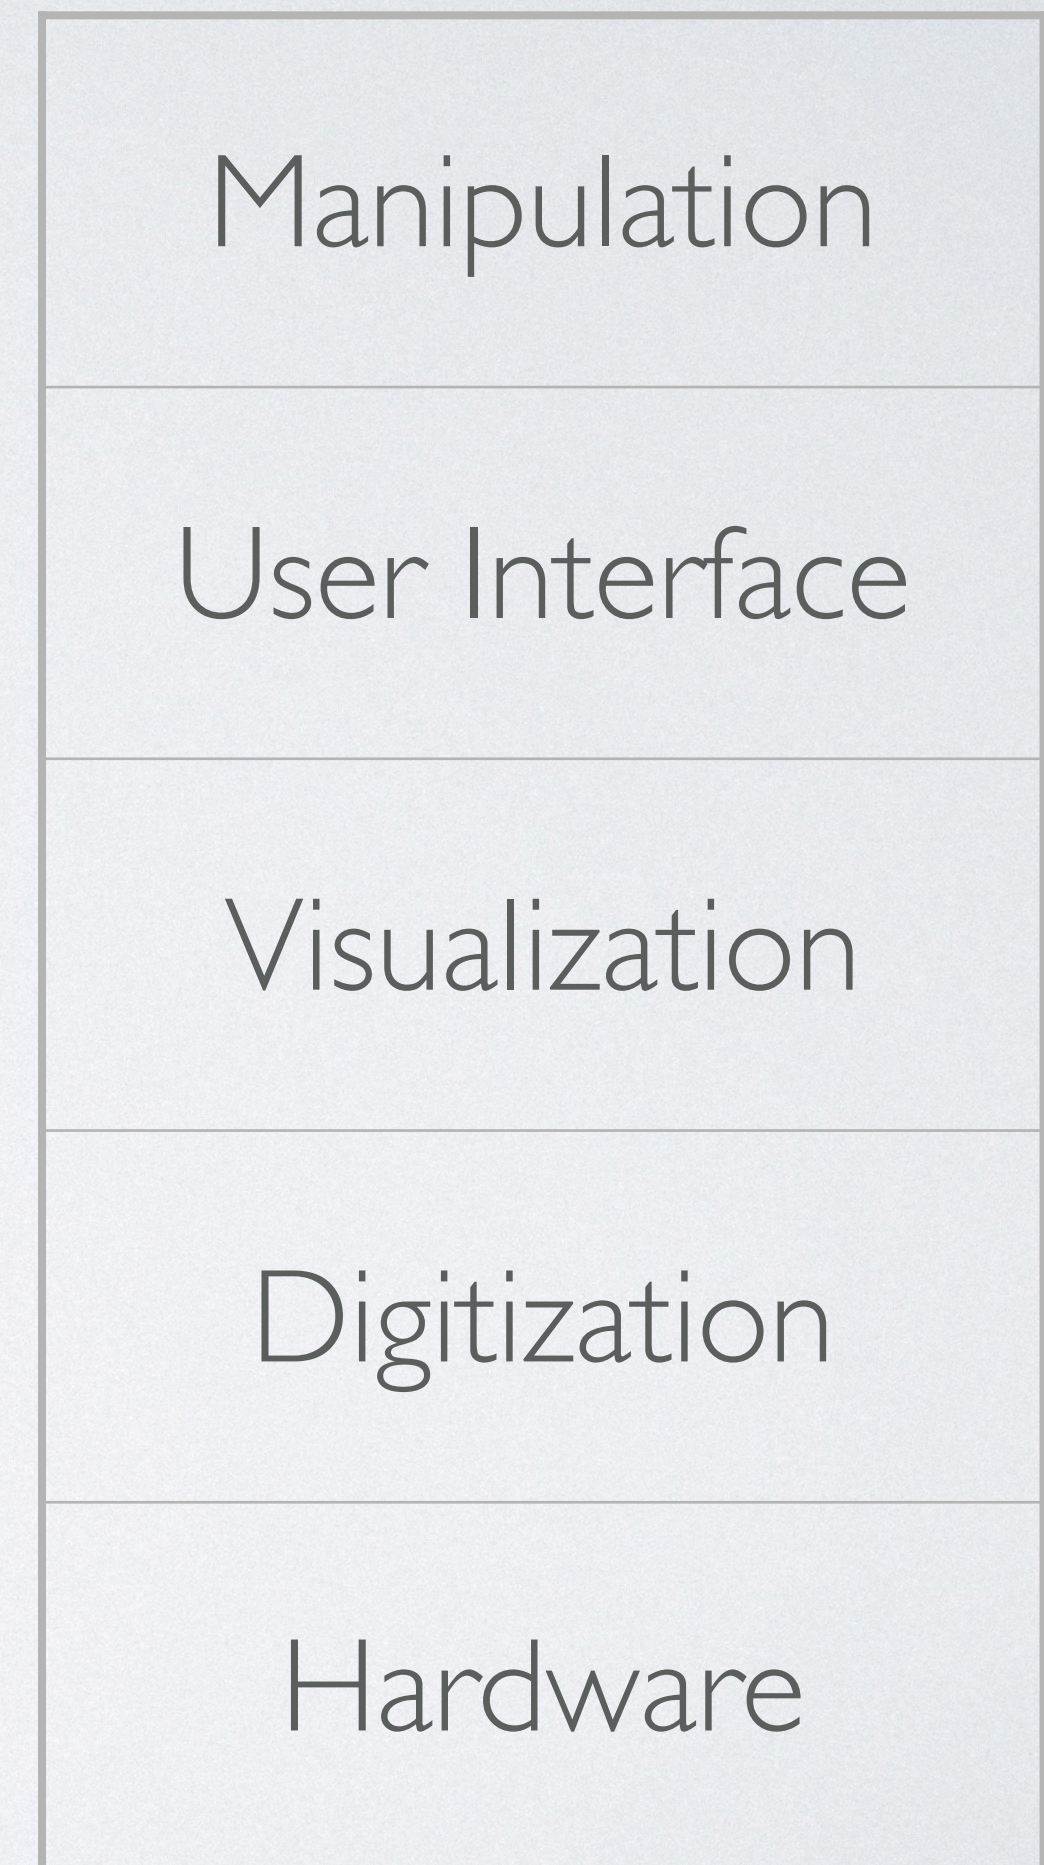 Manipulation
User Interface
Visualization
Digitization
Hardware